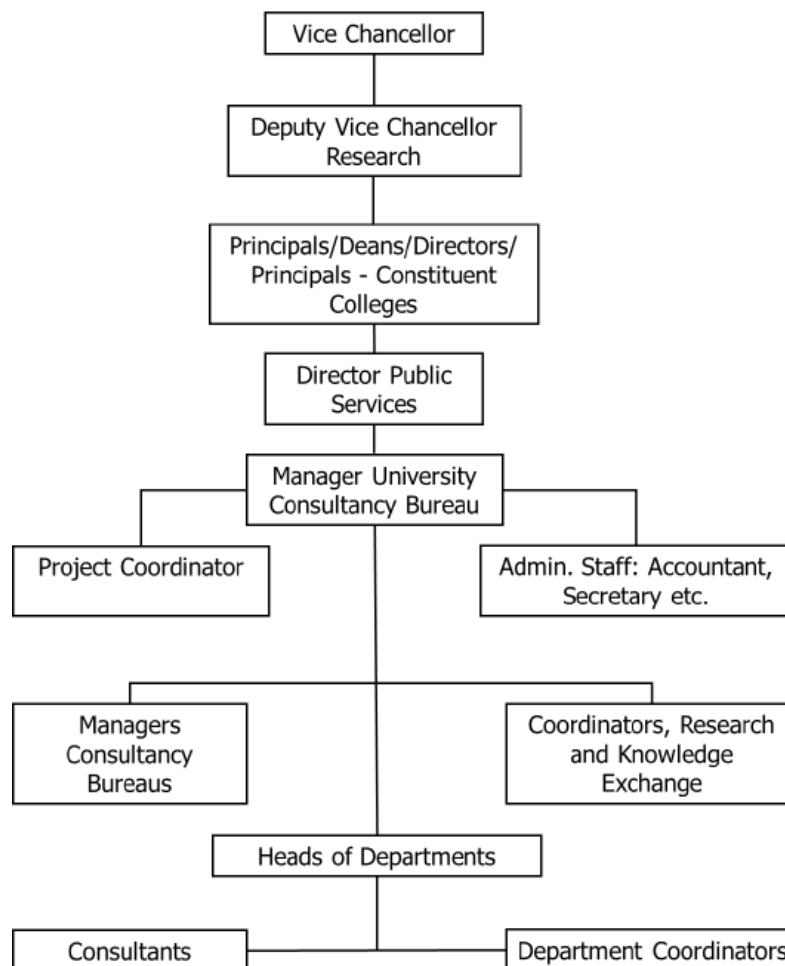 Vice Chancellor
Deputy Vice Chancellor
Research
Principals/Deans/Directors/
Principals - Constituent
Colleges
Director Public
Services
Manager University
Consultancy Bureau
Project Coordinator
Admin. Staff: Accountant,
Secretary etc.
Managers
Consultancy
Bureaus
Coordinators, Research
and Knowledge
Exchange
Heads of Departments
Consultants
Department Coordinators